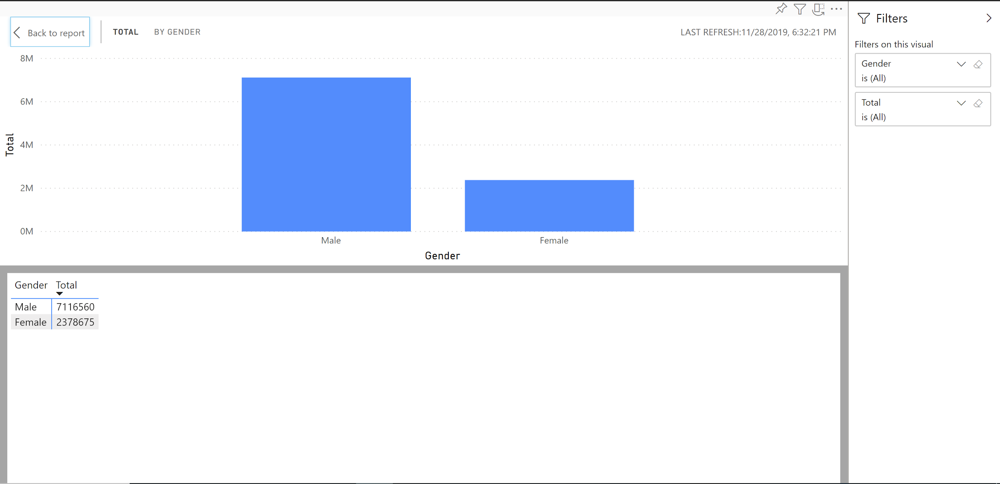 Back to report
TOTAL BY GENDER
LAST REFRESH:11/28/2019, 6:32:21 PM
8M
6M
4M
2M
0M
Total
Male Female
Gender
Gender Total
Male 7116560
Female 2378675
Filters
Filters on this visual
Gender
is (All)
Total
is (All)